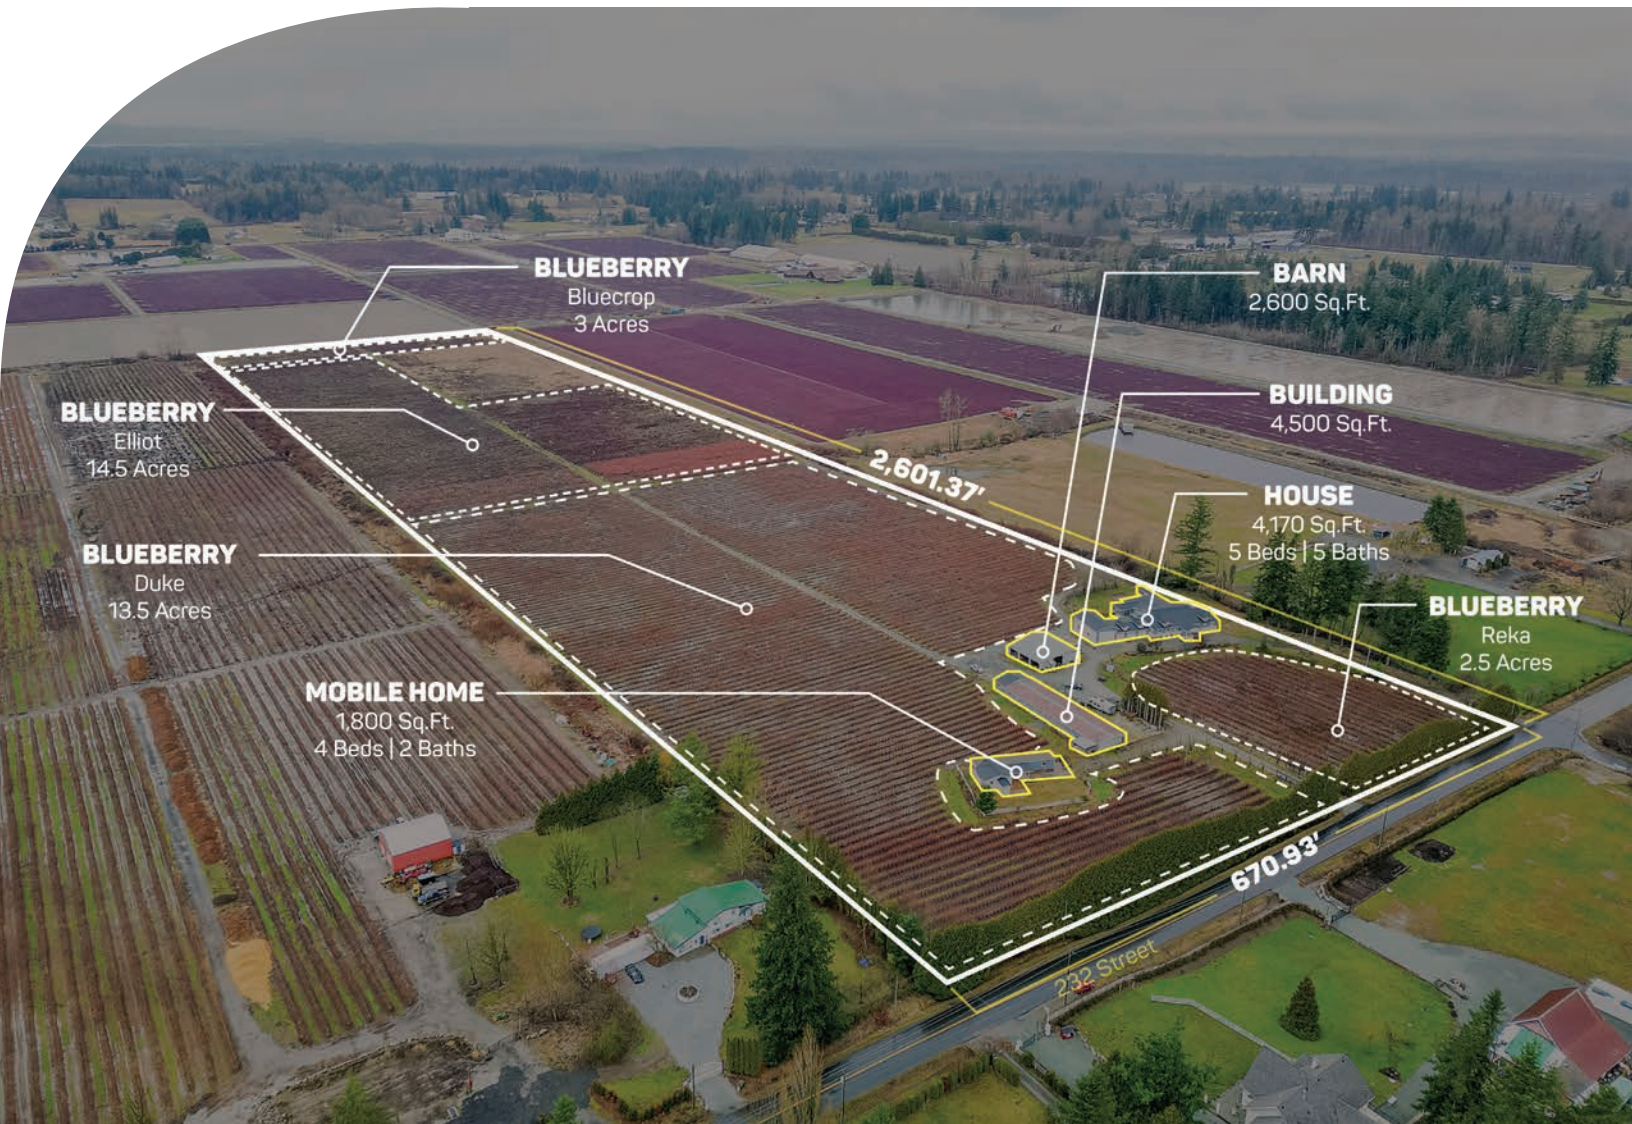 BLUEBERRY
Bluecrop
3 Acres
BARN
2,600 Sq.Ft.
BLUEBERRY
Elliot
14.5 Acres
BUILDING
4,500 Sq.Ft.
2,601.37'
HOUSE
4,170 Sq.Ft.
5 Beds | 5 Baths
BLUEBERRY
Duke
13.5 Acres
BLUEBERRY
Reka
2.5 Acres
MOBILE HOME
1,800 Sq.Ft.
4 Beds | 2 Baths
670.93'
232 Street